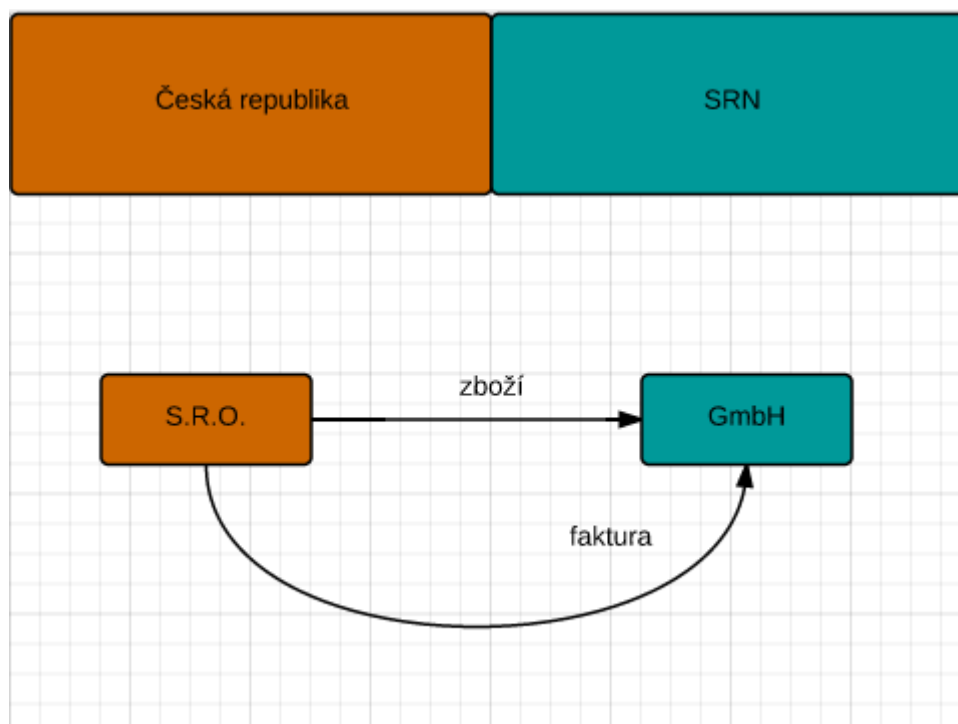 Česká republika
SRN
zboží
S.R.O.
GmbH
faktura